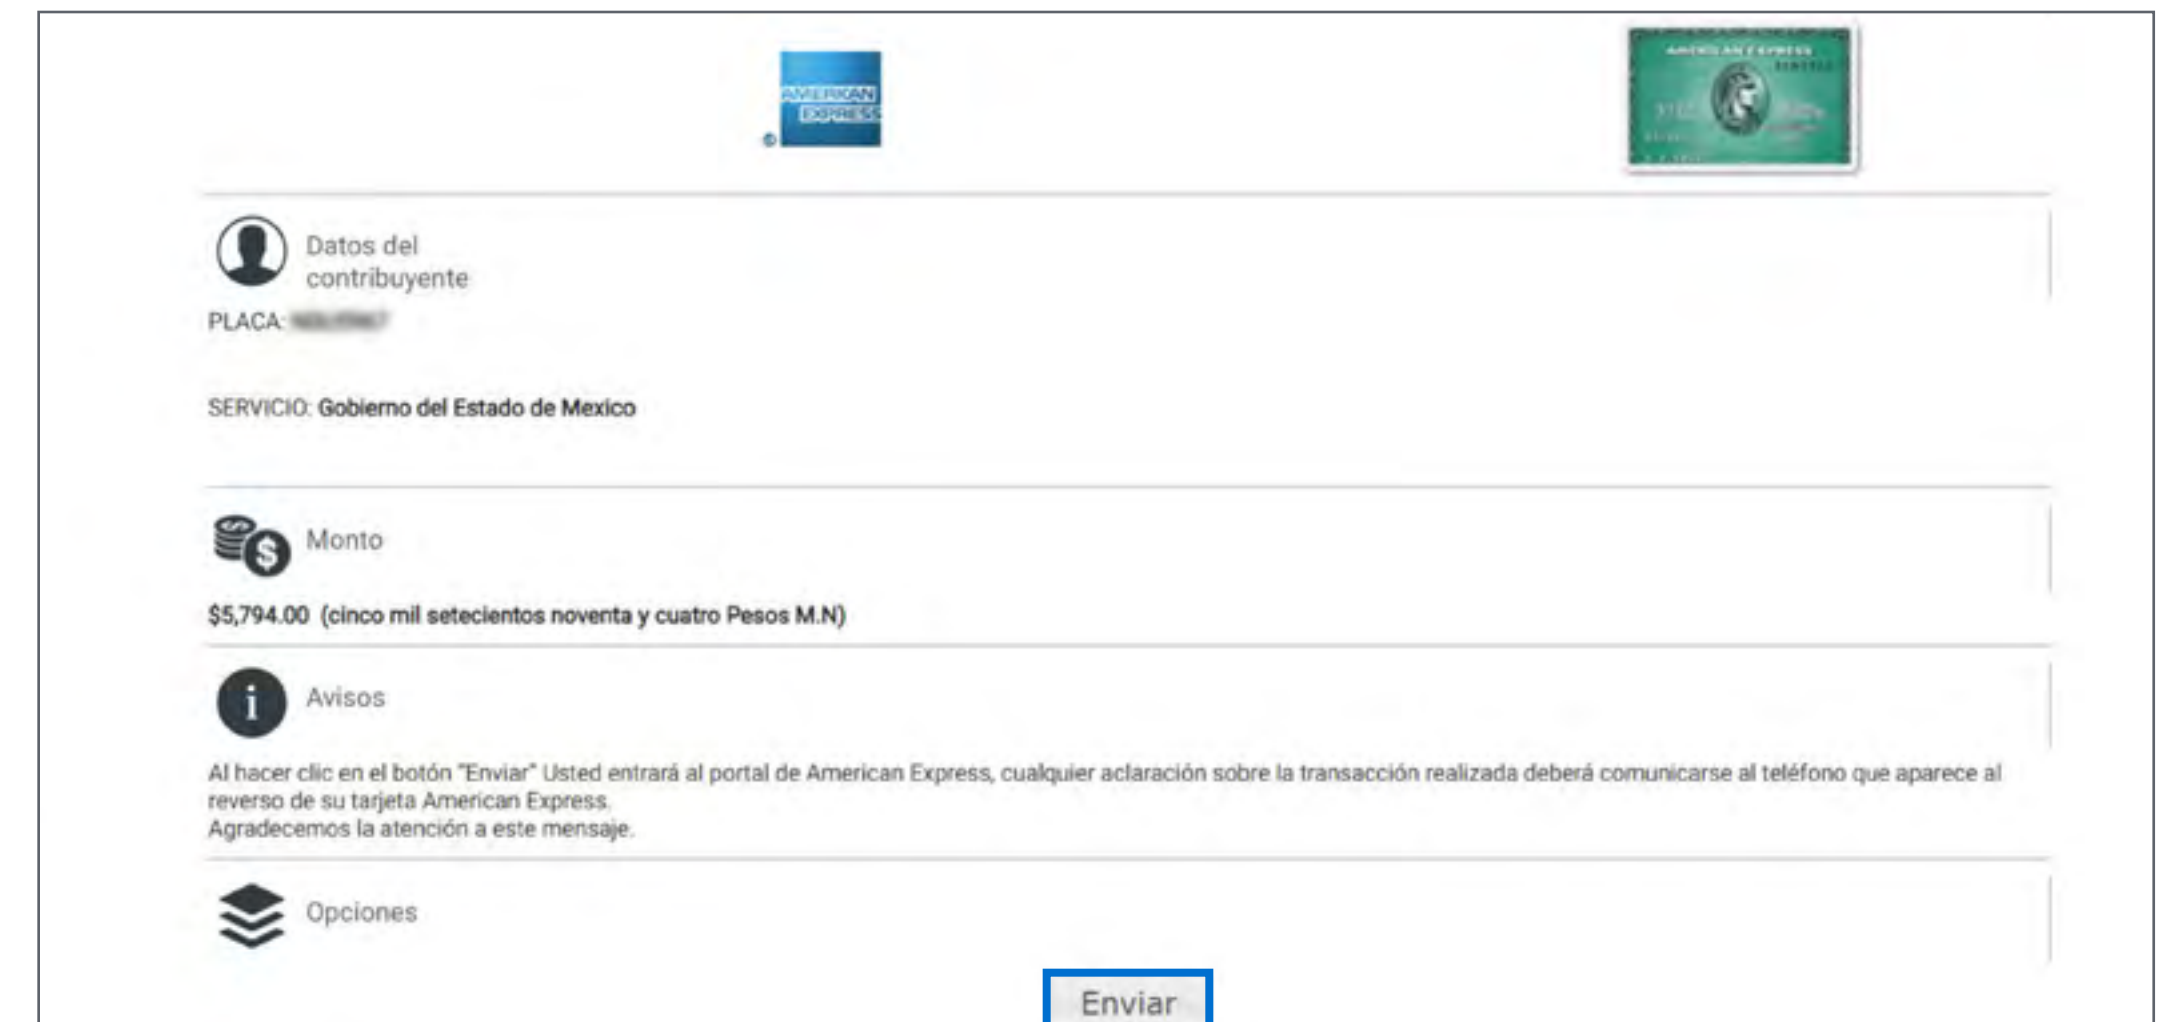 AMERICAN
EXPRESS
AMERICAN EXPRESS
Datos del
contribuyente
PLACA:
SERVICIO: Gobierno del Estado de Mexico
Monto
$5,794.00 (cinco mil setecientos noventa y cuatro Pesos M.N)
Avisos
Al hacer clic en el botón "Enviar" Usted entrará al portal de American Express, cualquier aclaración sobre la transacción realizada deberá comunicarse al teléfono que aparece al
reverso de su tarjeta American Express.
Agradecemos la atención a este mensaje.
Opciones
Enviar